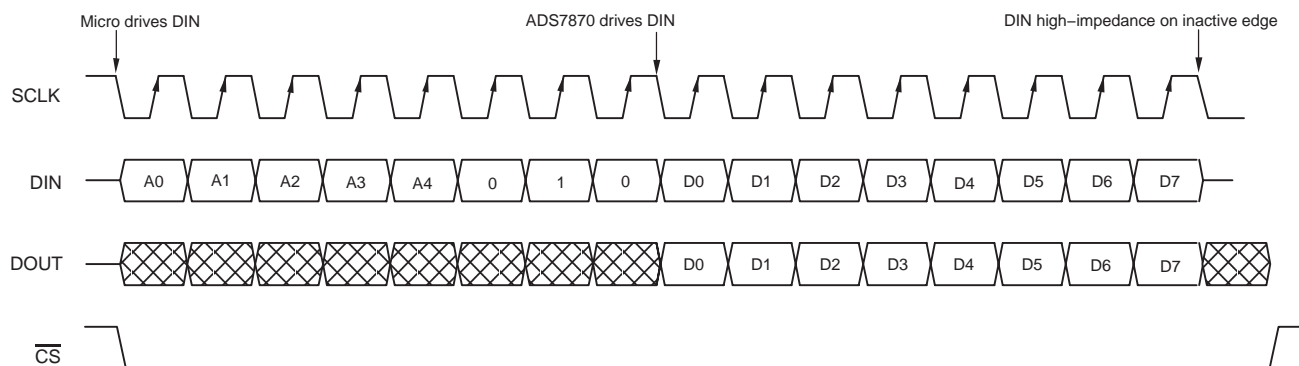 Micro drives DIN ADS7870 drives DIN DIN high−impedance on inactive edge
SCLK
DIN A0 A1 A2 A3 A4 0 1 0 D0 D1 D2 D3 D4 D5 D6 D7
DOUT D0 D1 D2 D3 D4 D5 D6 D7
CS